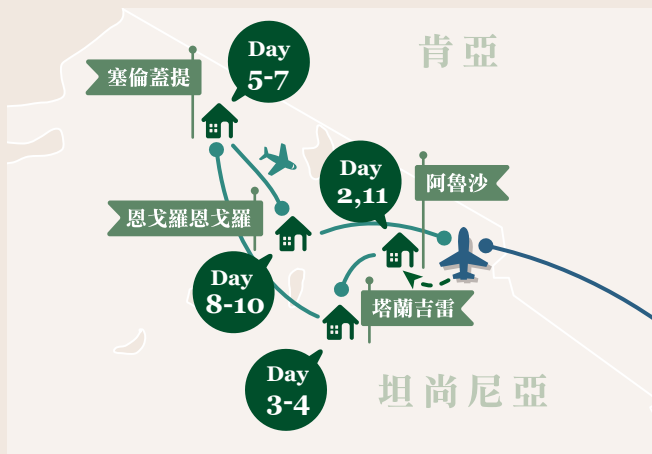 肯亞
Day
5-7
塞倫蓋提
Day
2,11
阿魯沙
恩戈羅恩戈羅
Day
8-10
塔蘭吉雷
Day
3-4
坦尚尼亞